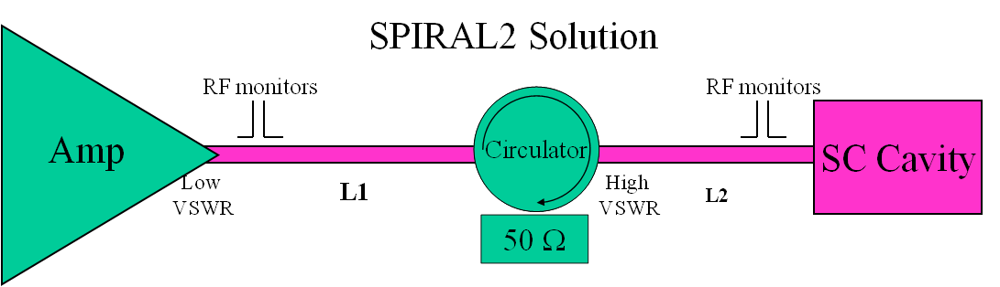 SPIRAL2 Solution
RF monitors
RF monitors
Amp
Circulator
SC Cavity
Low
VSWR
L1
High
VSWR
L2
50 Ω